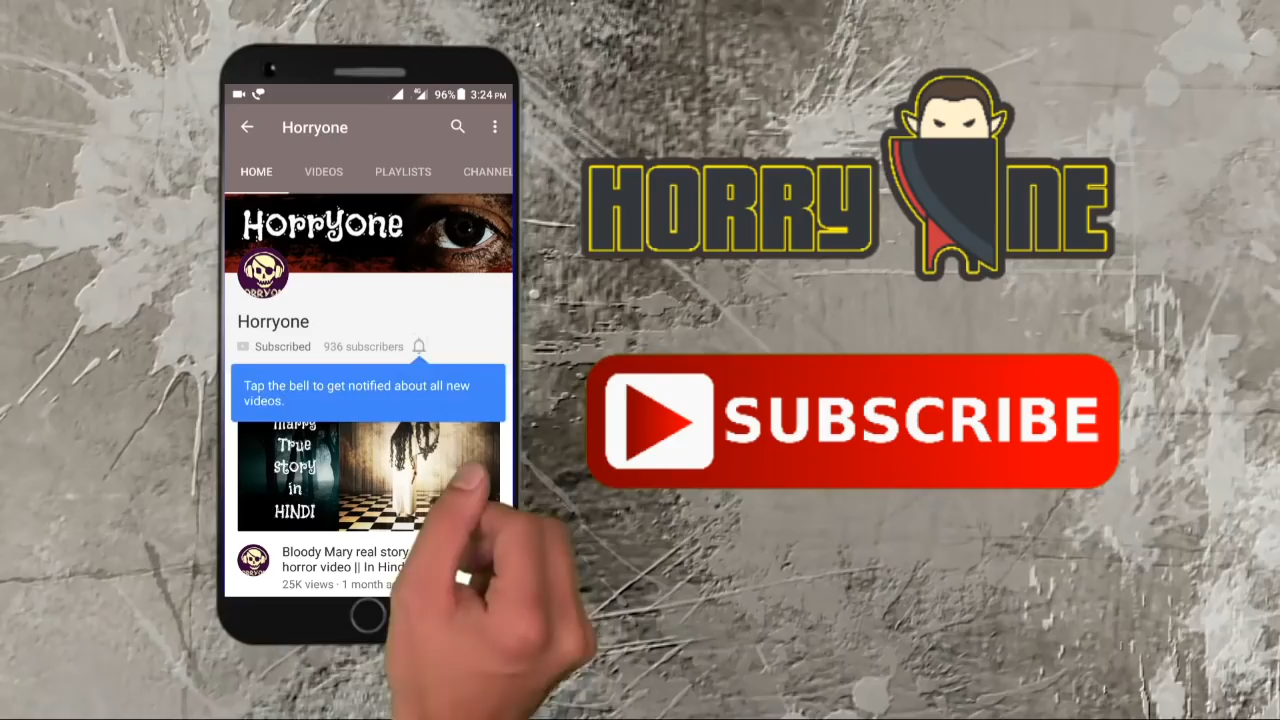 96% 3:24 PM
Horryone
HOME VIDEOS PLAYLISTS CHANNEL
HorrYone
Horryone
Subscribed 936 subscribers
Tap the bell to get notified about all new
videos.
Marry
True
story
in
HINDI
Bloody Mary real story
horror video || In Hind
25K views · 1 month a
HORRY ONE
SUBSCRIBE